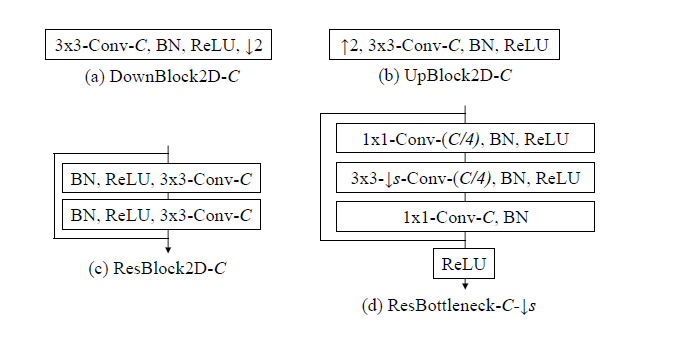 3x3-Conv-C, BN, ReLU, ↓2
(a) DownBlock2D-C
↑2, 3x3-Conv-C, BN, ReLU
(b) UpBlock2D-C
BN, ReLU, 3x3-Conv-C
BN, ReLU, 3x3-Conv-C
(c) ResBlock2D-C
1x1-Conv-(C/4), BN, ReLU
3x3-↓s-Conv-(C/4), BN, ReLU
1x1-Conv-C, BN
ReLU
(d) ResBottleneck-C-↓s